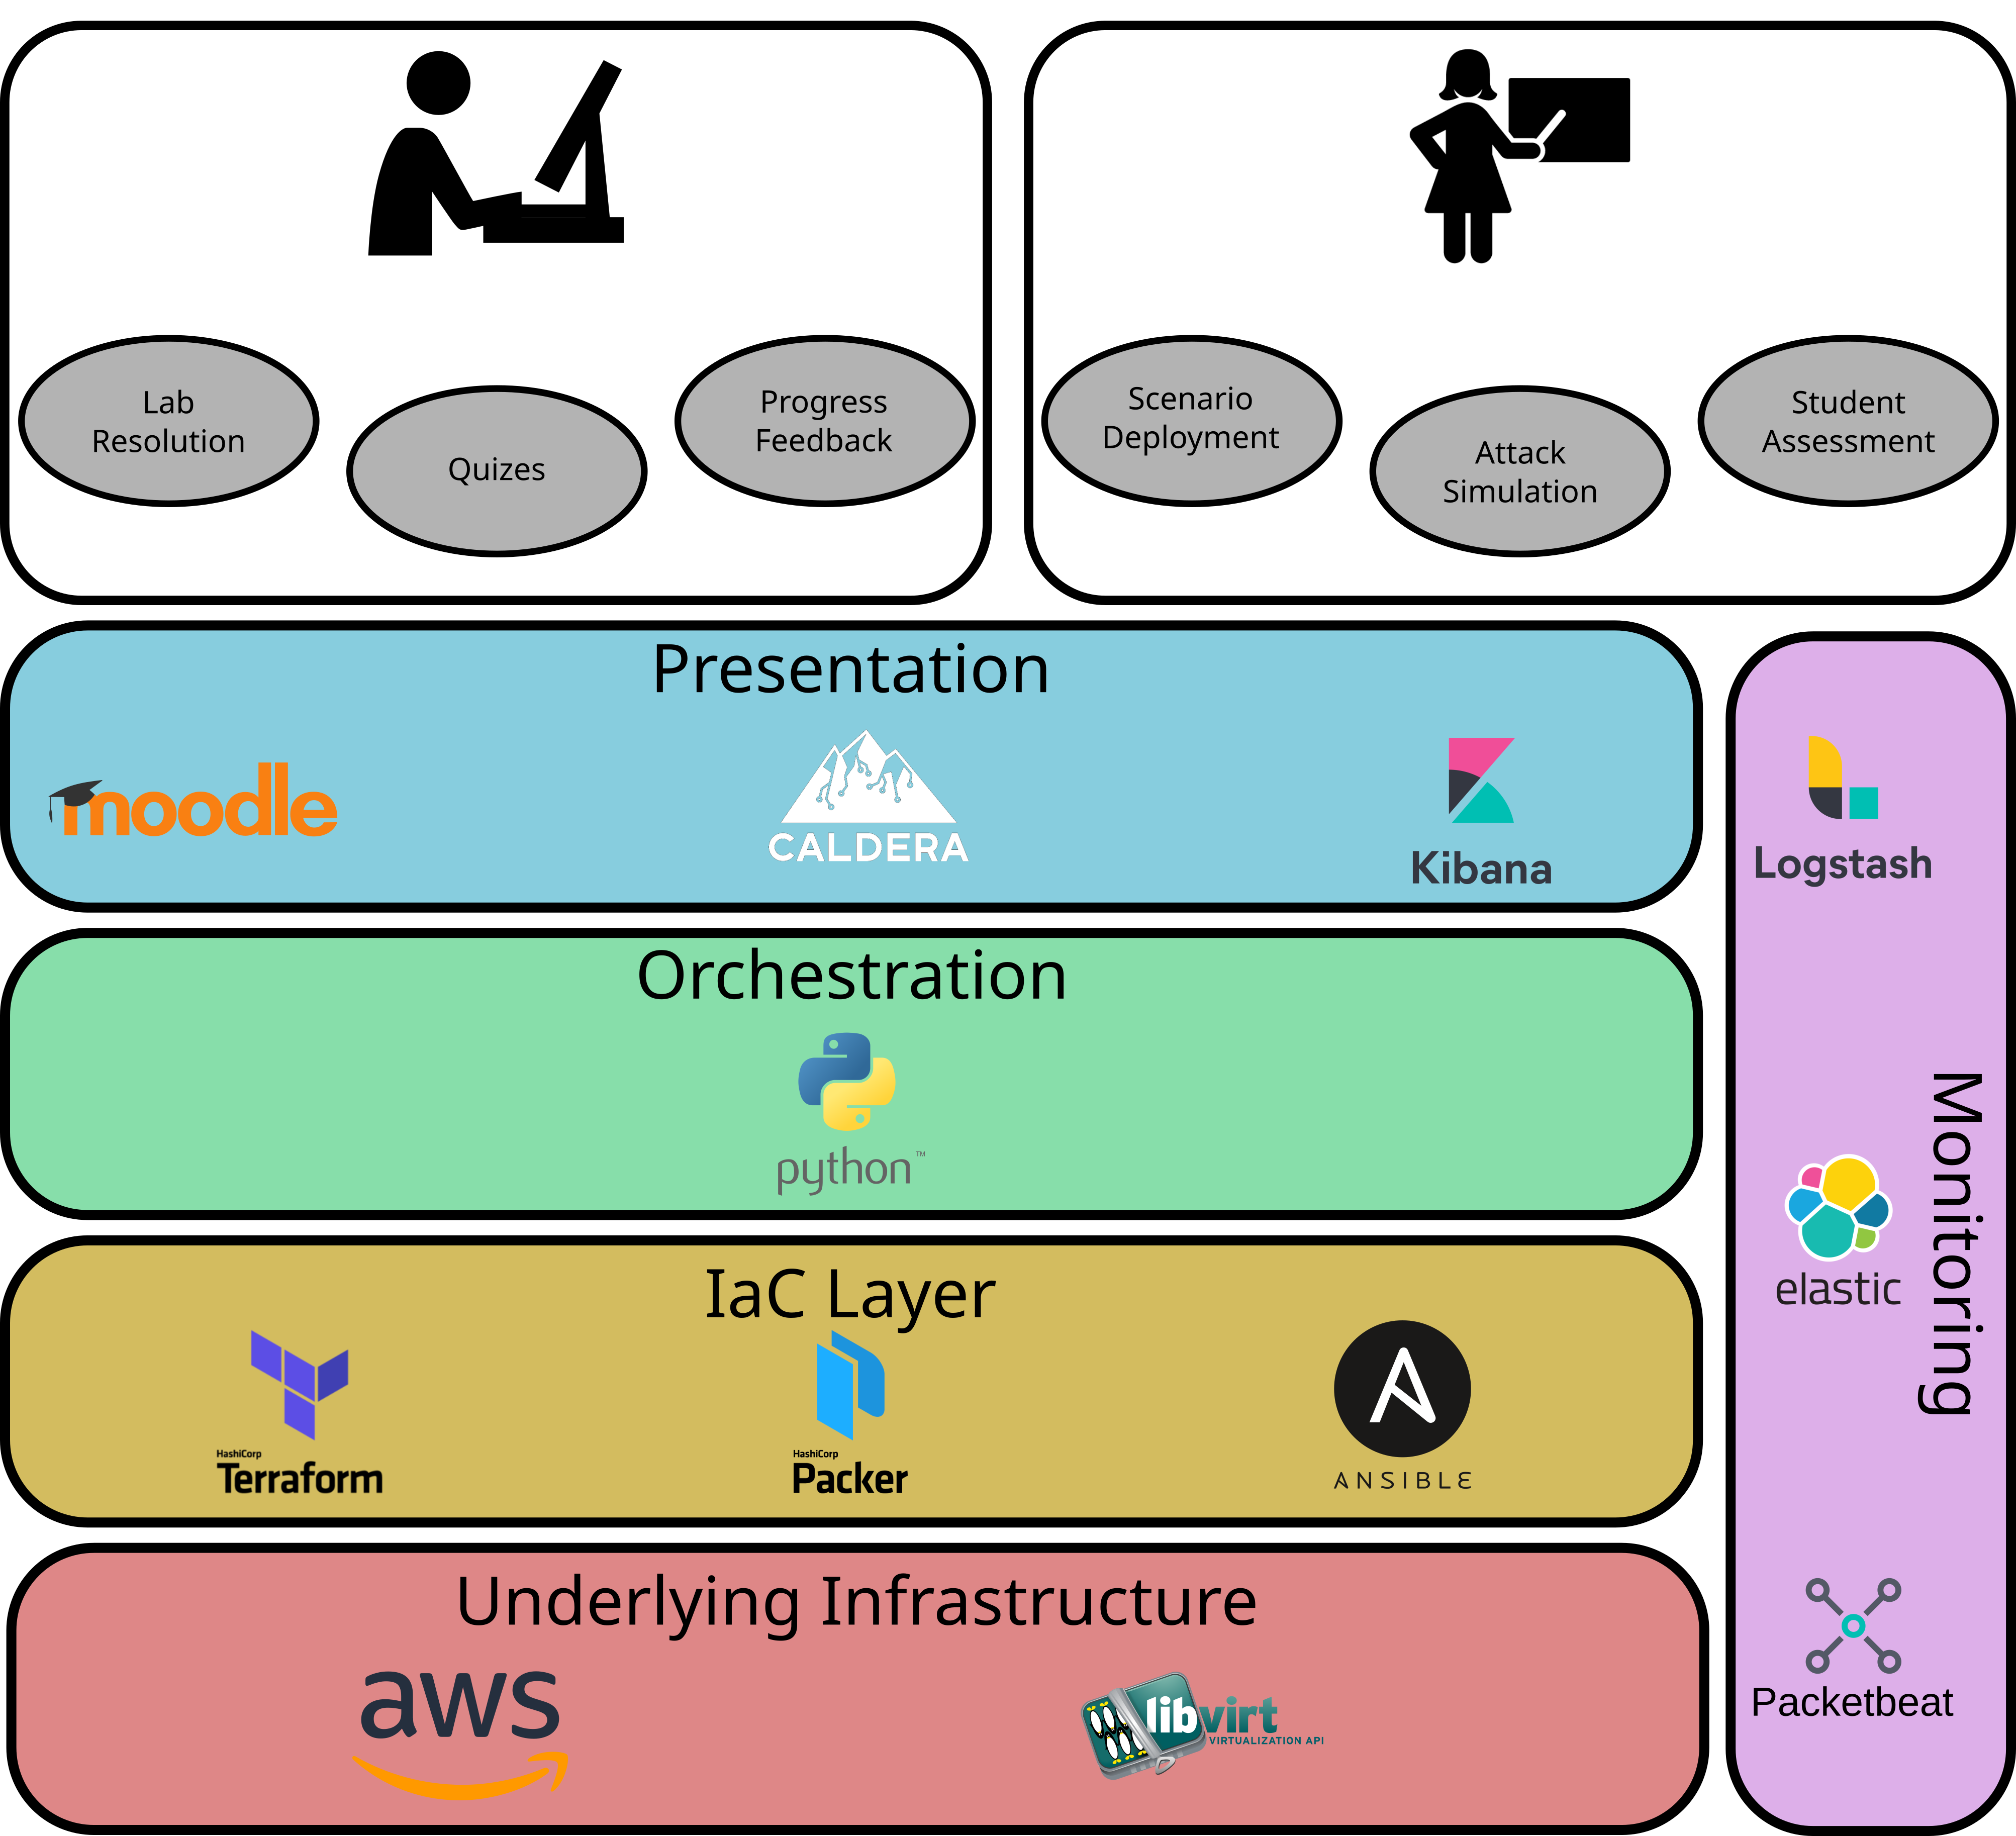 Lab
Resolution
Quizes
Progress
Feedback
Scenario
Deployment
Attack
Simulation
Student
Assessment
Presentation
moodle
CALDERA
Kibana
Orchestration
python™
IaC Layer
HashiCorp
Terraform
HashiCorp
Packer
ANSIBLE
Underlying Infrastructure
aws
libvirt
VIRTUALIZATION API
Logstash
Monitoring
elastic
Packetbeat